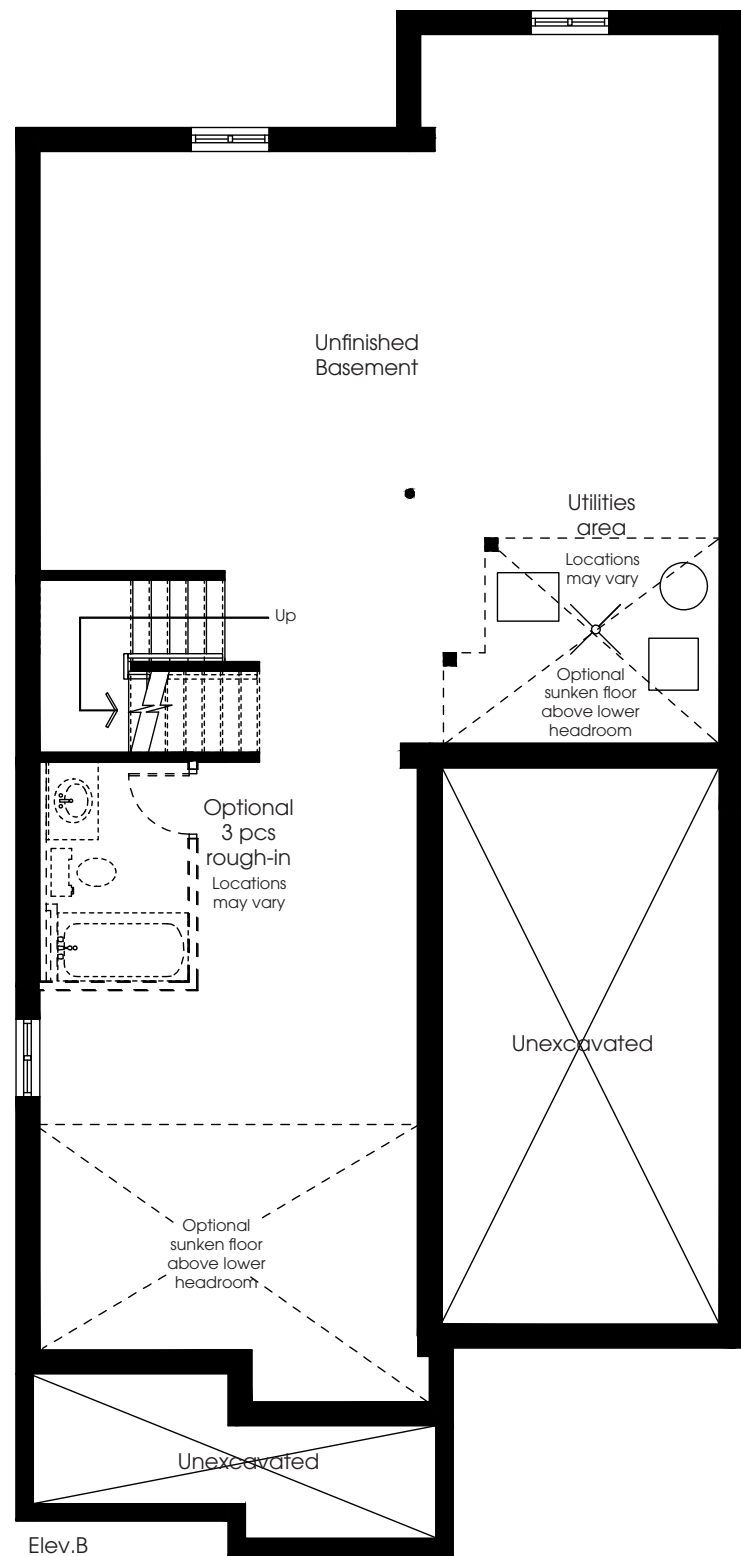 Unfinished
Basement
Utilities
area
Locations
may vary
Up
Optional
sunken floor
above lower
headroom
Optional
3 pcs
rough-in
Locations
may vary
Unexcavated
Optional
sunken floor
above lower
headroom
Unexcavated
Elev.B